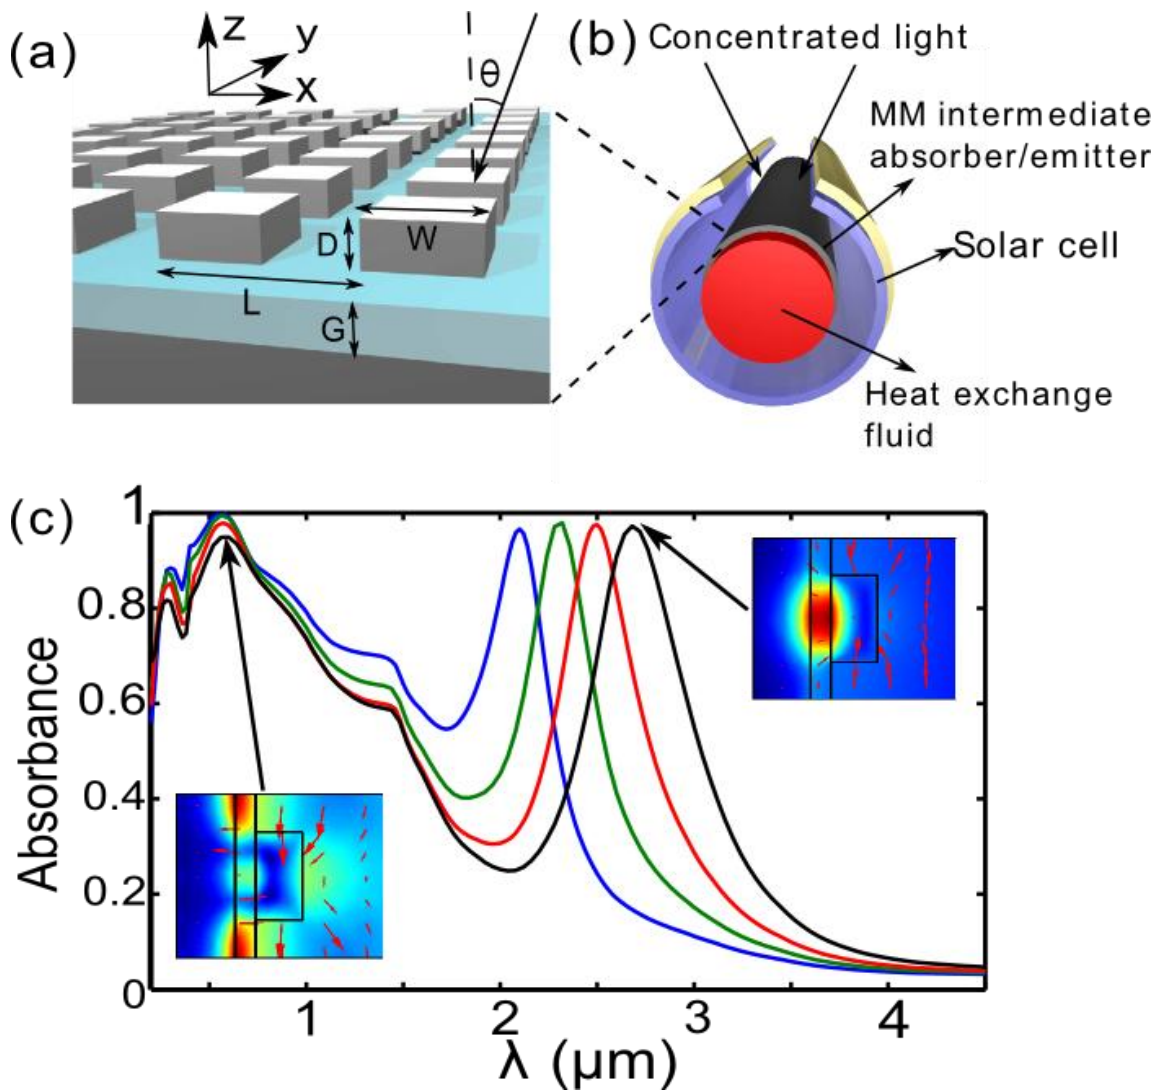 (a)
z
y
x
θ
D
W
L
G
(b)
Concentrated light
MM intermediate
absorber/emitter
Solar cell
Heat exchange
fluid
(c)
1
0.8
0.6
0.4
0.2
0
Absorbance
1
2
3
4
λ (μm)